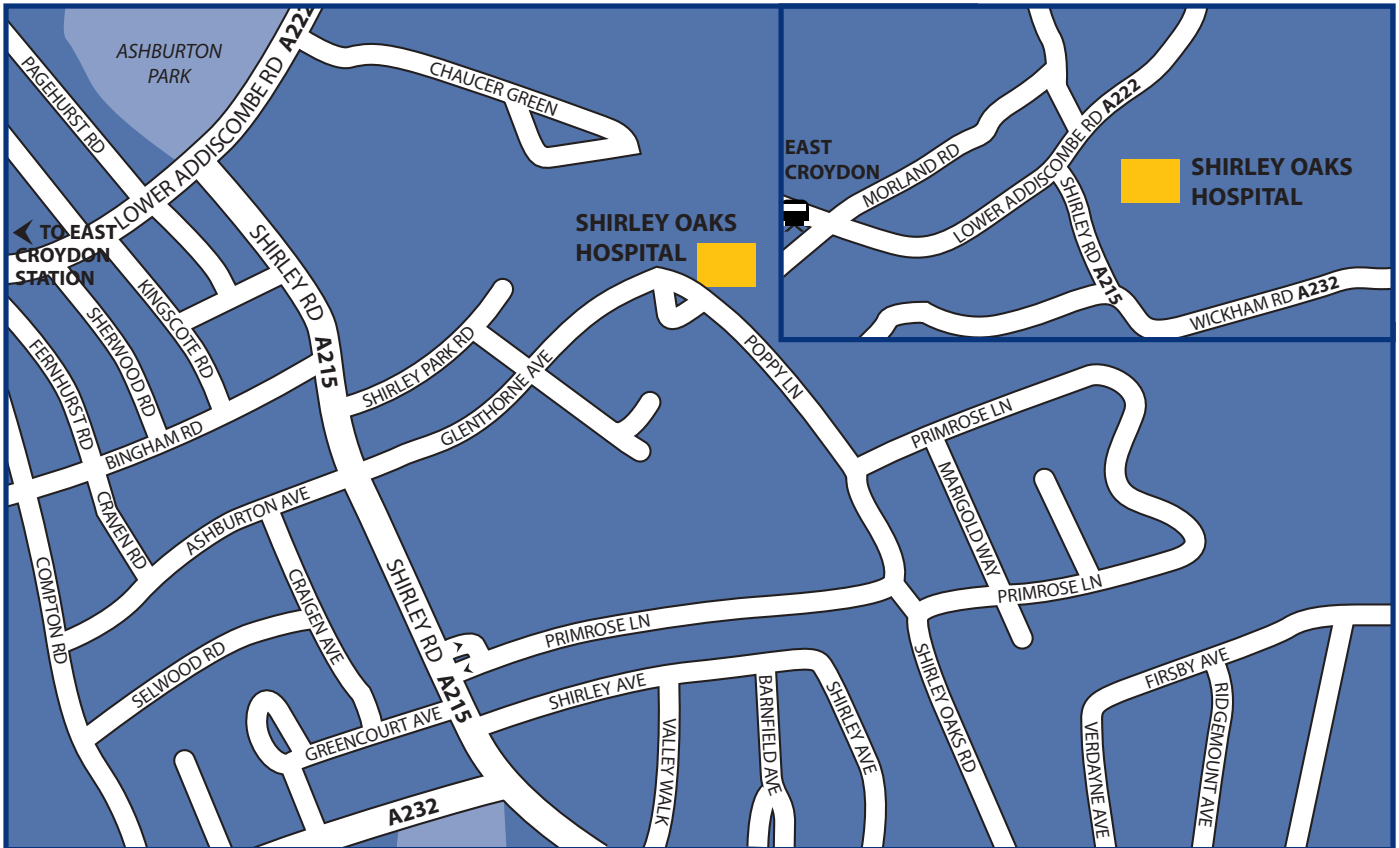 ASHBURTON
PARK
PAGEHURST RD
LOWER ADDISCOMBE RD A222
CHAUCER GREEN
TO EAST
CROYDON
STATION
SHIRLEY RD
A215
KINGSCOTE RD
SHERWOOD RD
FERNHURST RD
BINGHAM RD
SHIRLEY PARK RD
GLENTHORNE AVE
SHIRLEY OAKS
HOSPITAL
POPPY LN
PRIMROSE LN
MARIGOLD WAY
PRIMROSE LN
CRAVEN RD
ASHBURTON AVE
COMPTON RD
CRAIGEN AVE
SHIRLEY RD
A215
SELWOOD RD
PRIMROSE LN
SHIRLEY AVE
GREENCOURT AVE
A232
VALLEY WALK
BARNFIELD AVE
SHIRLEY AVE
SHIRLEY OAKS RD
FIRSBY AVE
VERDAYNE AVE
RIDGEMOUNT AVE
EAST
CROYDON
MORLAND RD
LOWER ADDISCOMBE RD A222
SHIRLEY RD A215
WICKHAM RD A232
SHIRLEY OAKS
HOSPITAL